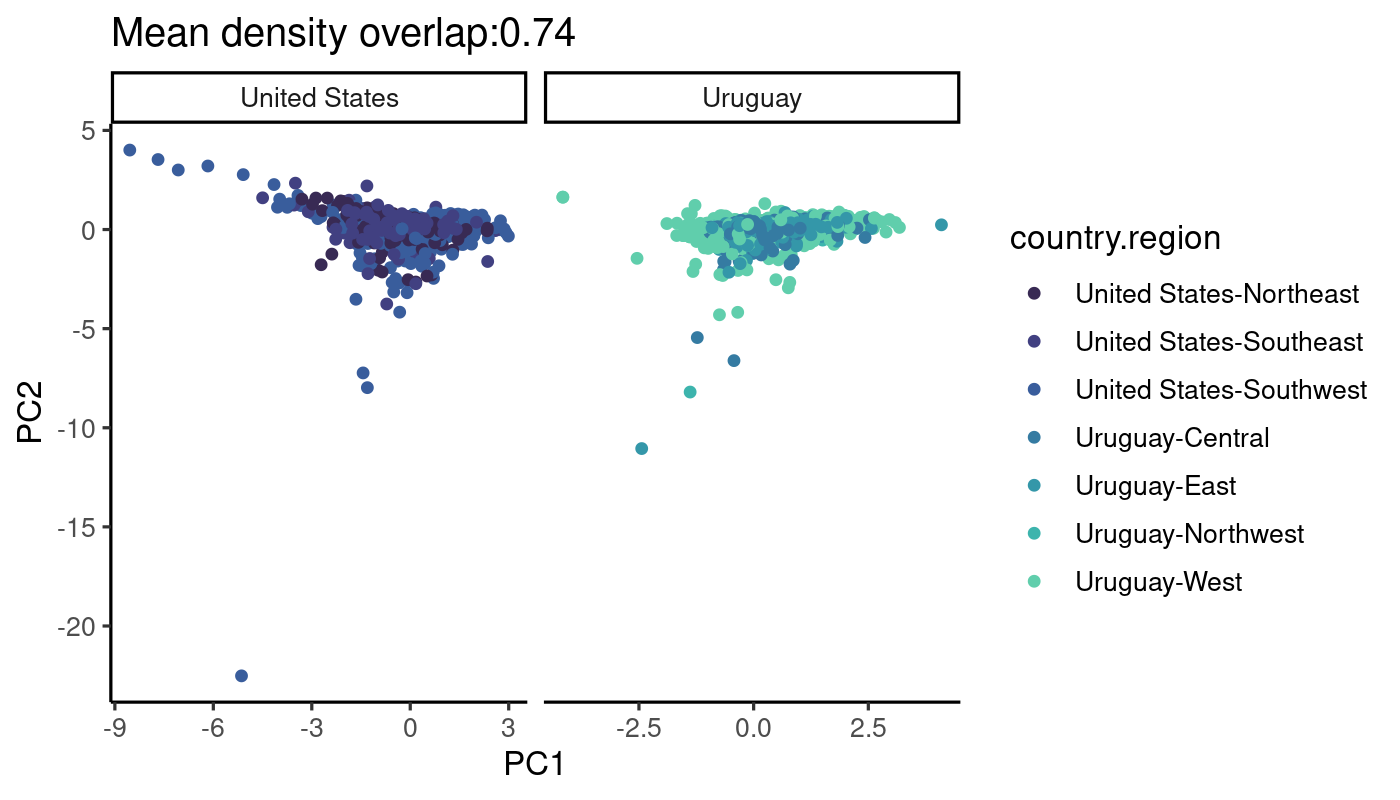 Mean density overlap:0.74
United States
Uruguay
5
0
-5
-10
-15
-20
PC2
-9
-6
-3
0
3
-2.5
0.0
2.5
PC1
country.region
United States-Northeast
United States-Southeast
United States-Southwest
Uruguay-Central
Uruguay-East
Uruguay-Northwest
Uruguay-West